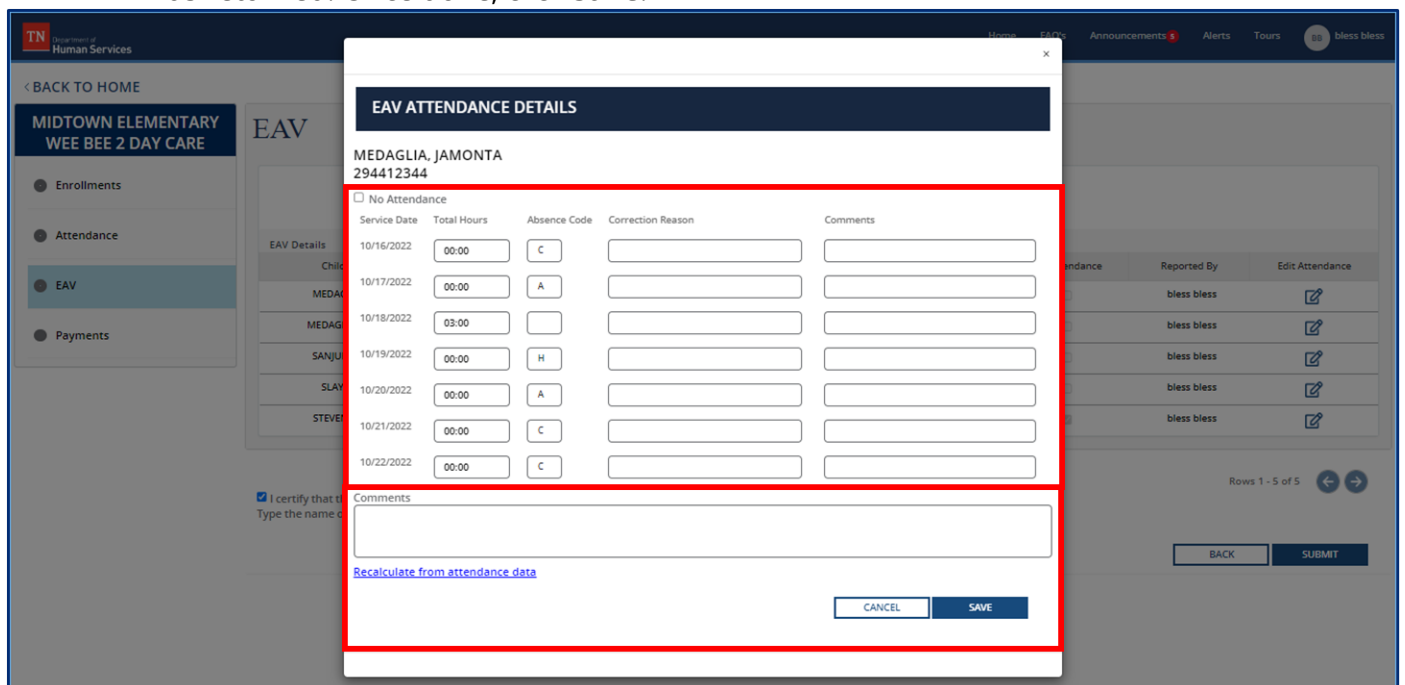 TN Department of
Human Services
Home FAQ's Announcements 5 Alerts Tours BB bless bless
×
< BACK TO HOME
MIDTOWN ELEMENTARY
WEE BEE 2 DAY CARE
Enrollments
Attendance
EAV
Payments
EAV
EAV Details
EAV ATTENDANCE DETAILS
MEDAGLIA, JAMONTA
294412344
No Attendance
Service Date Total Hours Absence Code Correction Reason Comments
10/16/2022 00:00 C
10/17/2022 00:00 A
10/18/2022 03:00
10/19/2022 00:00 H
10/20/2022 00:00 A
10/21/2022 00:00 C
10/22/2022 00:00 C
Comments
Recalculate from attendance data
CANCEL SAVE
Reported By Edit Attendance
bless bless
bless bless
bless bless
bless bless
bless bless
Rows 1 - 5 of 5
I certify that
Type the name
BACK SUBMIT